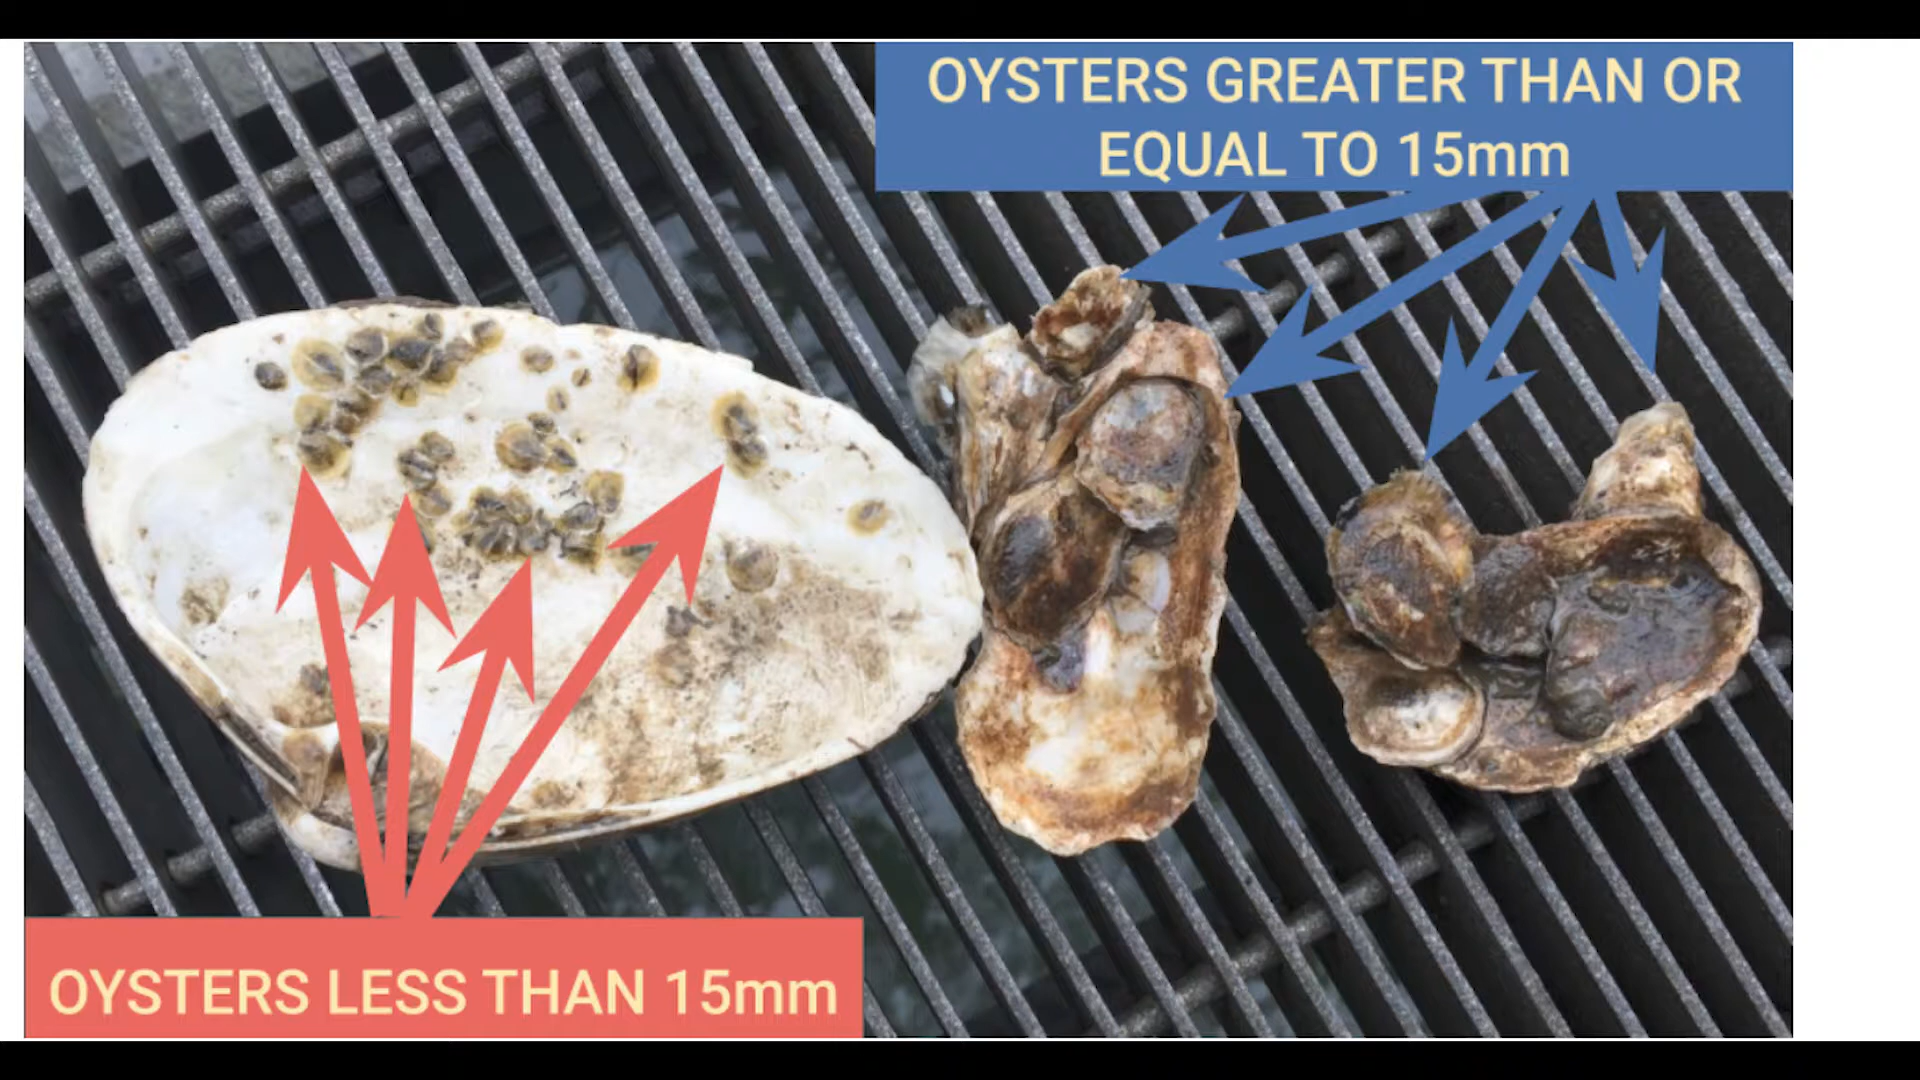 OYSTERS GREATER THAN OR
EQUAL TO 15mm
OYSTERS LESS THAN 15mm